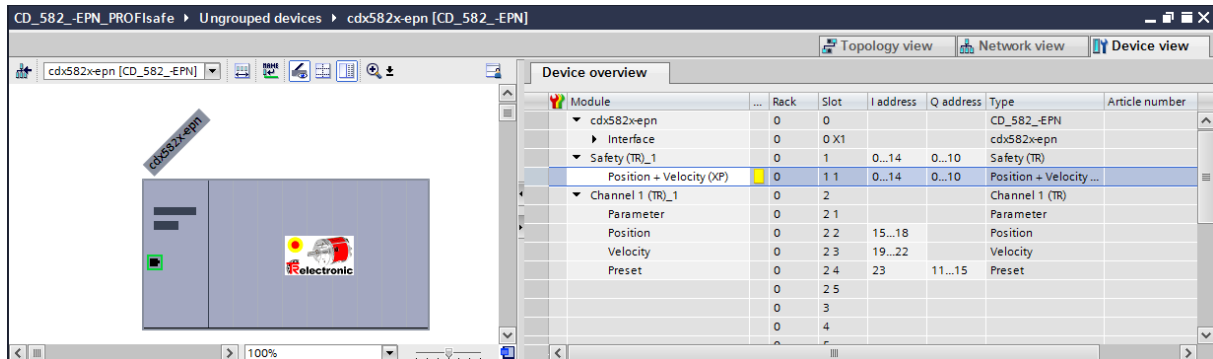 CD_582_-EPN_PROFIsafe ▸ Ungrouped devices ▸ cdx582x-epn [CD_582_-EPN]
Topology view Network view Device view
cdx582x-epn [CD_582_-EPN]
Device overview
Module ... Rack Slot I address Q address Type Article number
cdx582x-epn 0 0 CD_582_-EPN
Interface 0 0 X1 cdx582x-epn
Safety (TR)_1 0 1 0...14 0...10 Safety (TR)
Position + Velocity (XP) 0 1 1 0...14 0...10 Position + Velocity ...
Channel 1 (TR)_1 0 2 Channel 1 (TR)
Parameter 0 2 1 Parameter
Position 0 2 2 15...18 Position
Velocity 0 2 3 19...22 Velocity
Preset 0 2 4 23 11...15 Preset
0 2 5
0 3
0 4
cdx582x-epn
TRelectronic
100%